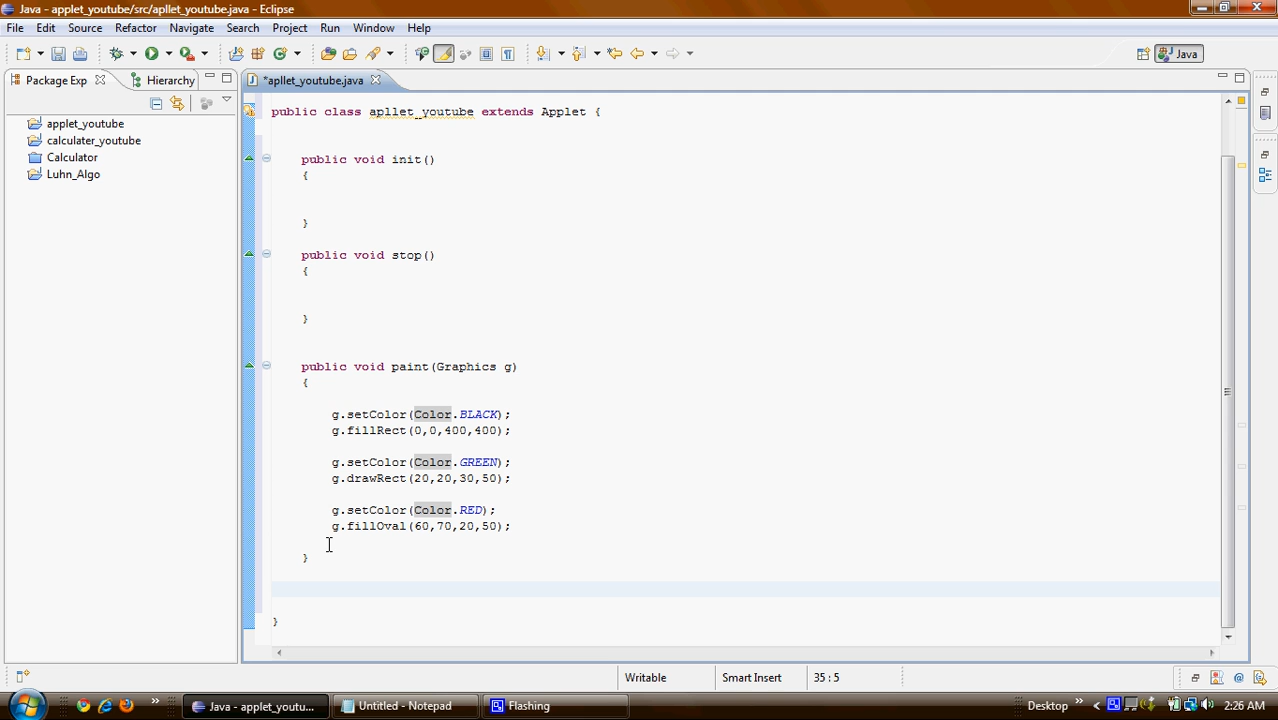 Java - applet_youtube/src/apllet_youtube.java - Eclipse
File Edit Source Refactor Navigate Search Project Run Window Help
Java
Package Exp Hierarchy *apllet_youtube.java
applet_youtube
calculater_youtube
Calculator
Luhn_Algo
public class apllet_youtube extends Applet {
public void init()
{
}
public void stop()
{
}
public void paint(Graphics g)
{
g.setColor(Color.BLACK);
g.fillRect(0,0,400,400);
g.setColor(Color.GREEN);
g.drawRect(20,20,30,50);
g.setColor(Color.RED);
g.fillOval(60,70,20,50);
}
}
Writable Smart Insert 35 : 5
Java - applet_youtu... Untitled - Notepad Flashing Desktop 2:26 AM